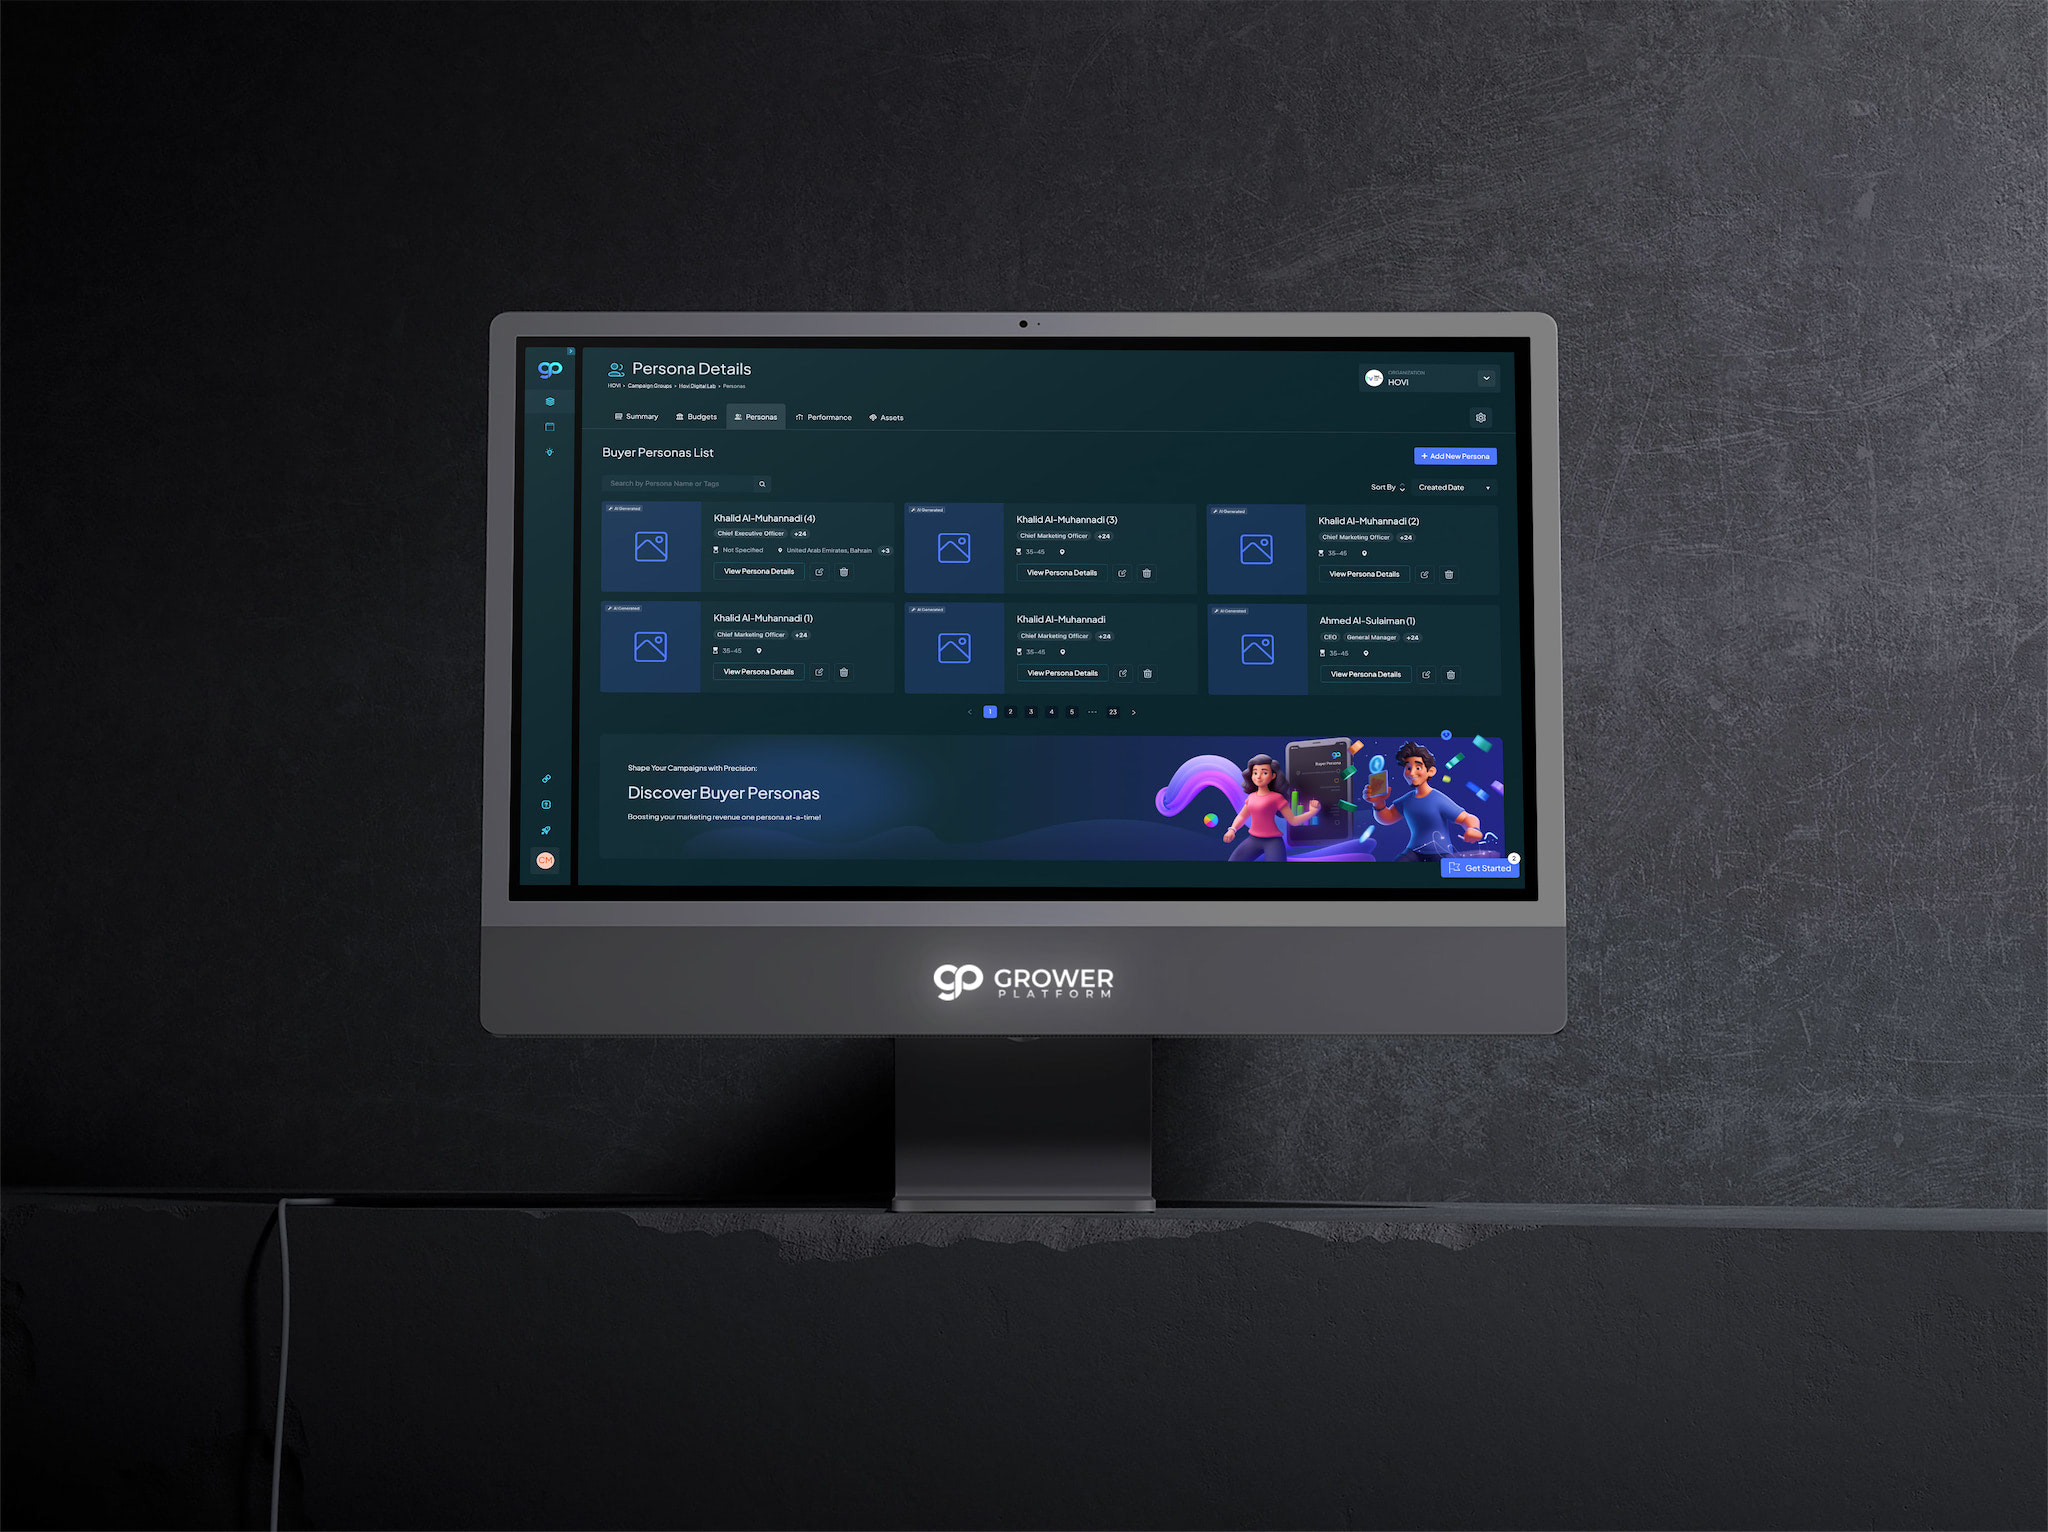 go
Persona Details
HOVI • Campaign Groups • Hovi Digital Lab • Personas
ORGANIZATION
HOVI
Summary
Budgets
Personas
Performance
Assets
Buyer Personas List
+ Add New Persona
Search by Persona Name or Tags
Sort By
Created Date
AI Generated
Khalid Al-Muhannadi (4)
Chief Executive Officer +24
Not Specified United Arab Emirates, Bahrain +3
View Persona Details
AI Generated
Khalid Al-Muhannadi (3)
Chief Marketing Officer +24
35-45
View Persona Details
AI Generated
Khalid Al-Muhannadi (2)
Chief Marketing Officer +24
35-45
View Persona Details
AI Generated
Khalid Al-Muhannadi (1)
Chief Marketing Officer +24
35-45
View Persona Details
AI Generated
Khalid Al-Muhannadi
Chief Marketing Officer +24
35-45
View Persona Details
AI Generated
Ahmed Al-Sulaiman (1)
CEO General Manager +24
35-45
View Persona Details
< 1 2 3 4 5 ••• 23 >
Shape Your Campaigns with Precision:
Discover Buyer Personas
Boosting your marketing revenue one persona at-a-time!
Buyer Persona
CM
2
Get Started
gp GROWER
PLATFORM